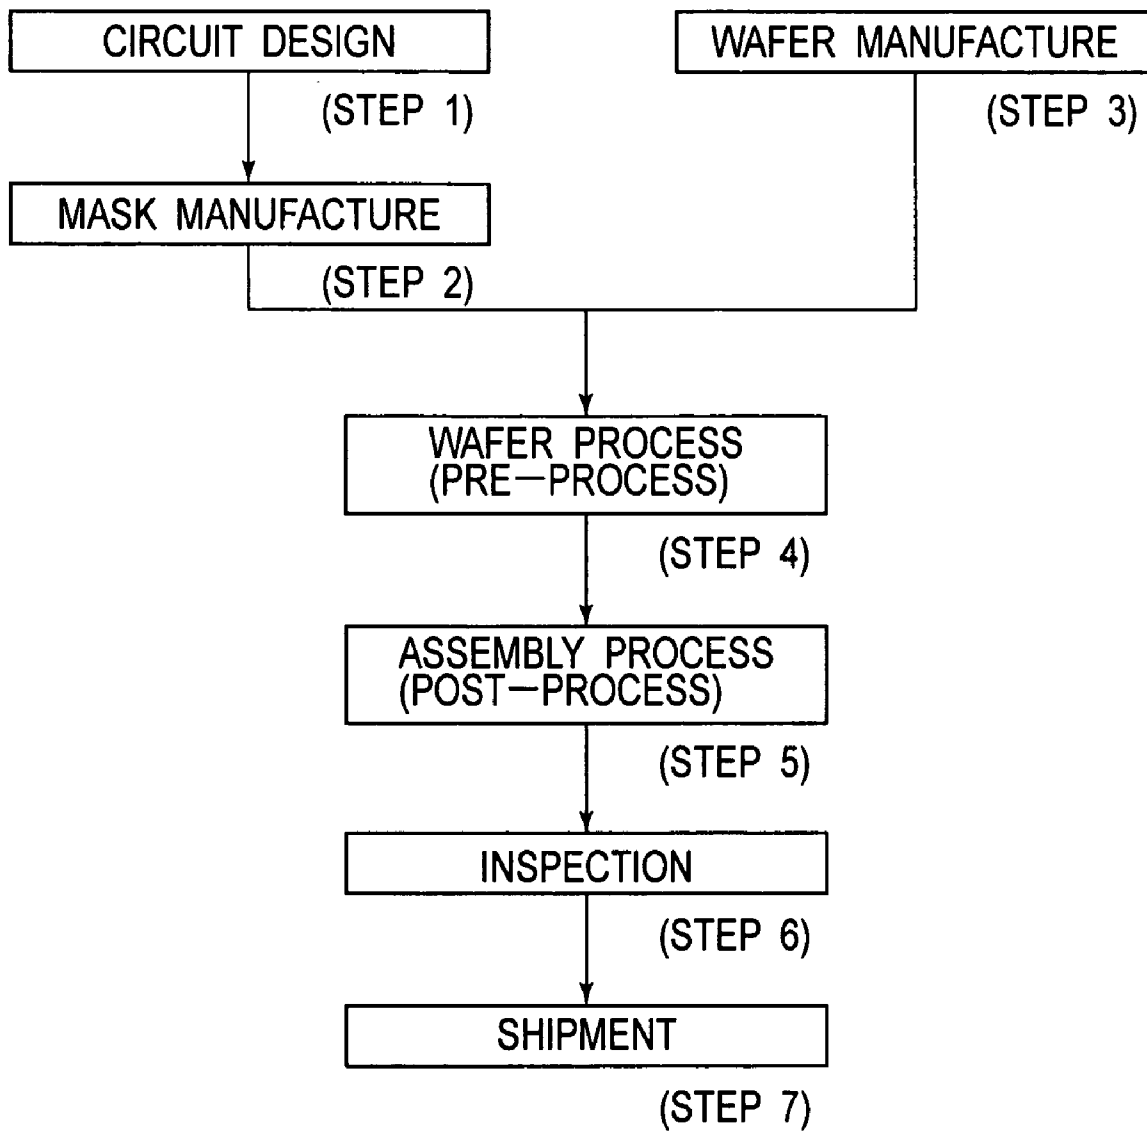 CIRCUIT DESIGN
(STEP 1)
WAFER MANUFACTURE
(STEP 3)
MASK MANUFACTURE
(STEP 2)
WAFER PROCESS
(PRE—PROCESS)
(STEP 4)
ASSEMBLY PROCESS
(POST—PROCESS)
(STEP 5)
INSPECTION
(STEP 6)
SHIPMENT
(STEP 7)